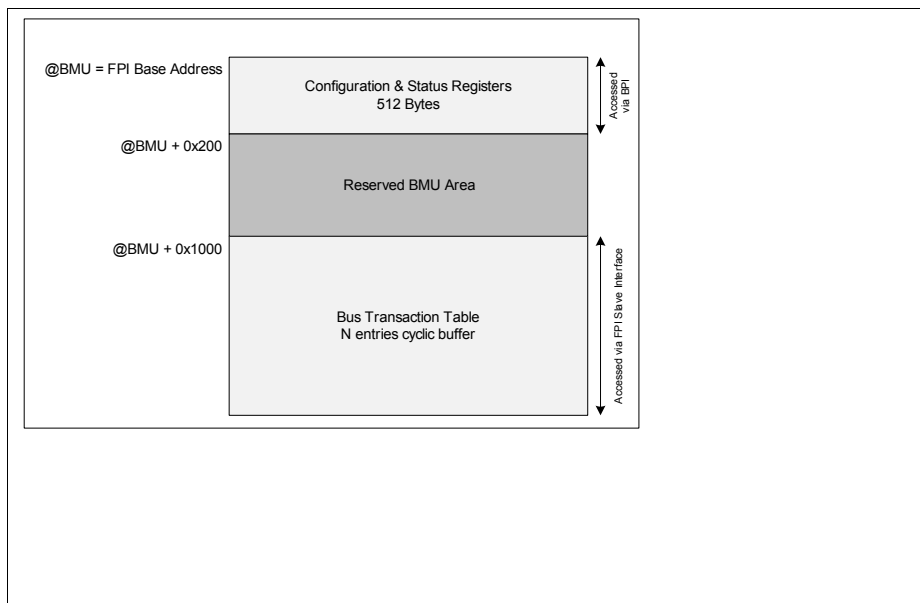 @BMU = FPI Base Address
Configuration & Status Registers
512 Bytes
Accessed
via BPI
@BMU + 0x200
Reserved BMU Area
@BMU + 0x1000
Bus Transaction Table
N entries cyclic buffer
Accessed via FPI Slave Interface